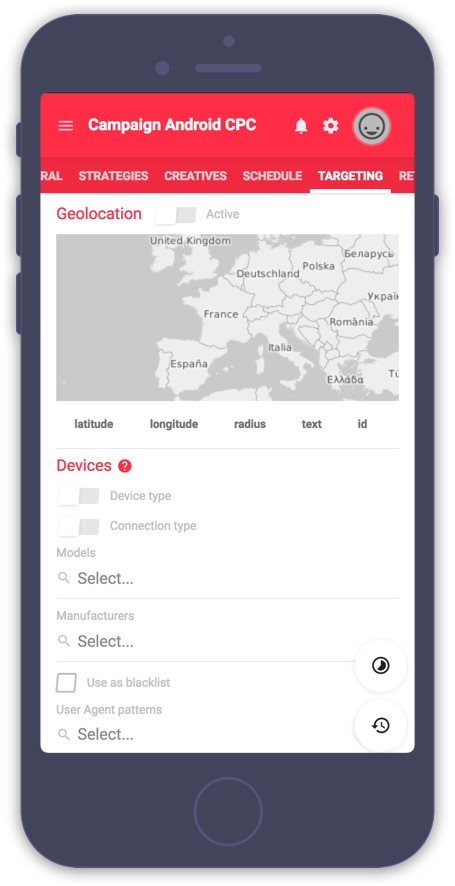 Campaign Android CPC
RAL STRATEGIES CREATIVES SCHEDULE TARGETING RE
Geolocation Active
United Kingdom
Беларусь
Polska
Deutschland
Україн
France
România
Italia
España
Ελλάδα
Tü
latitude longitude radius text id
Devices ?
Device type
Connection type
Models
Select...
Manufacturers
Select...
Use as blacklist
User Agent patterns
Select...